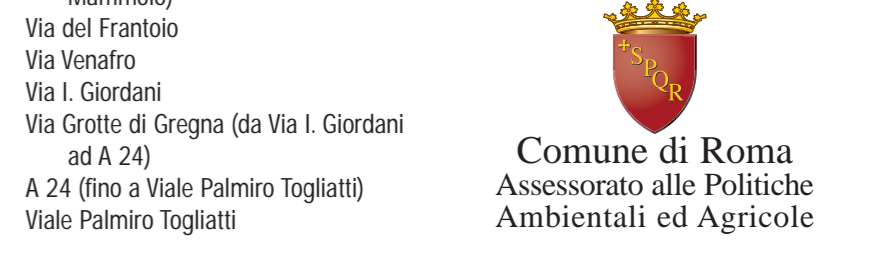 Mammolo)
Via del Frantoio
Via Venafro
Via I. Giordani
Via Grotte di Gregna (da Via I. Giordani
ad A 24)
A 24 (fino a Viale Palmiro Togliatti)
Viale Palmiro Togliatti
+SPQR
Comune di Roma
Assessorato alle Politiche
Ambientali ed Agricole